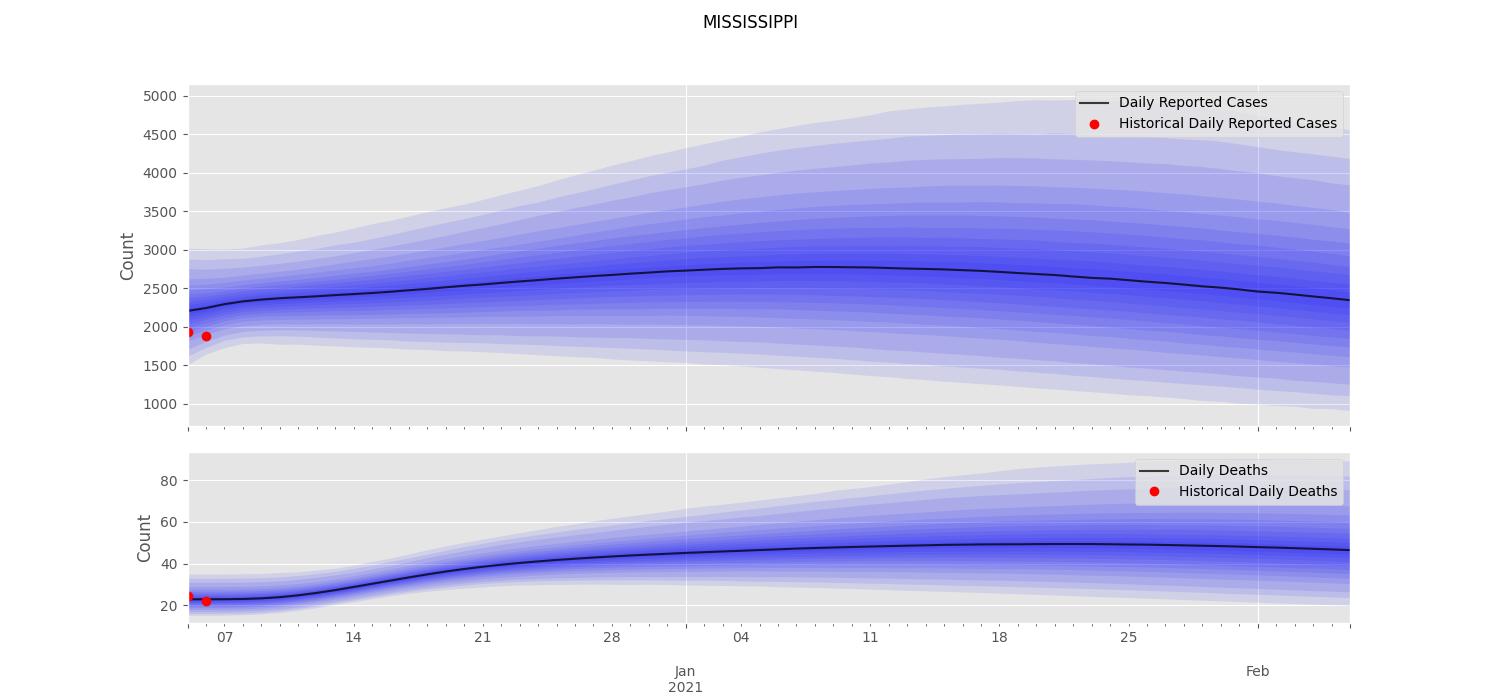 MISSISSIPPI
Count
5000
4500
4000
3500
3000
2500
2000
1500
1000
Daily Reported Cases
Historical Daily Reported Cases
Count
80
60
40
20
Daily Deaths
Historical Daily Deaths
07 14 21 28 04 11 18 25
Jan Feb
2021